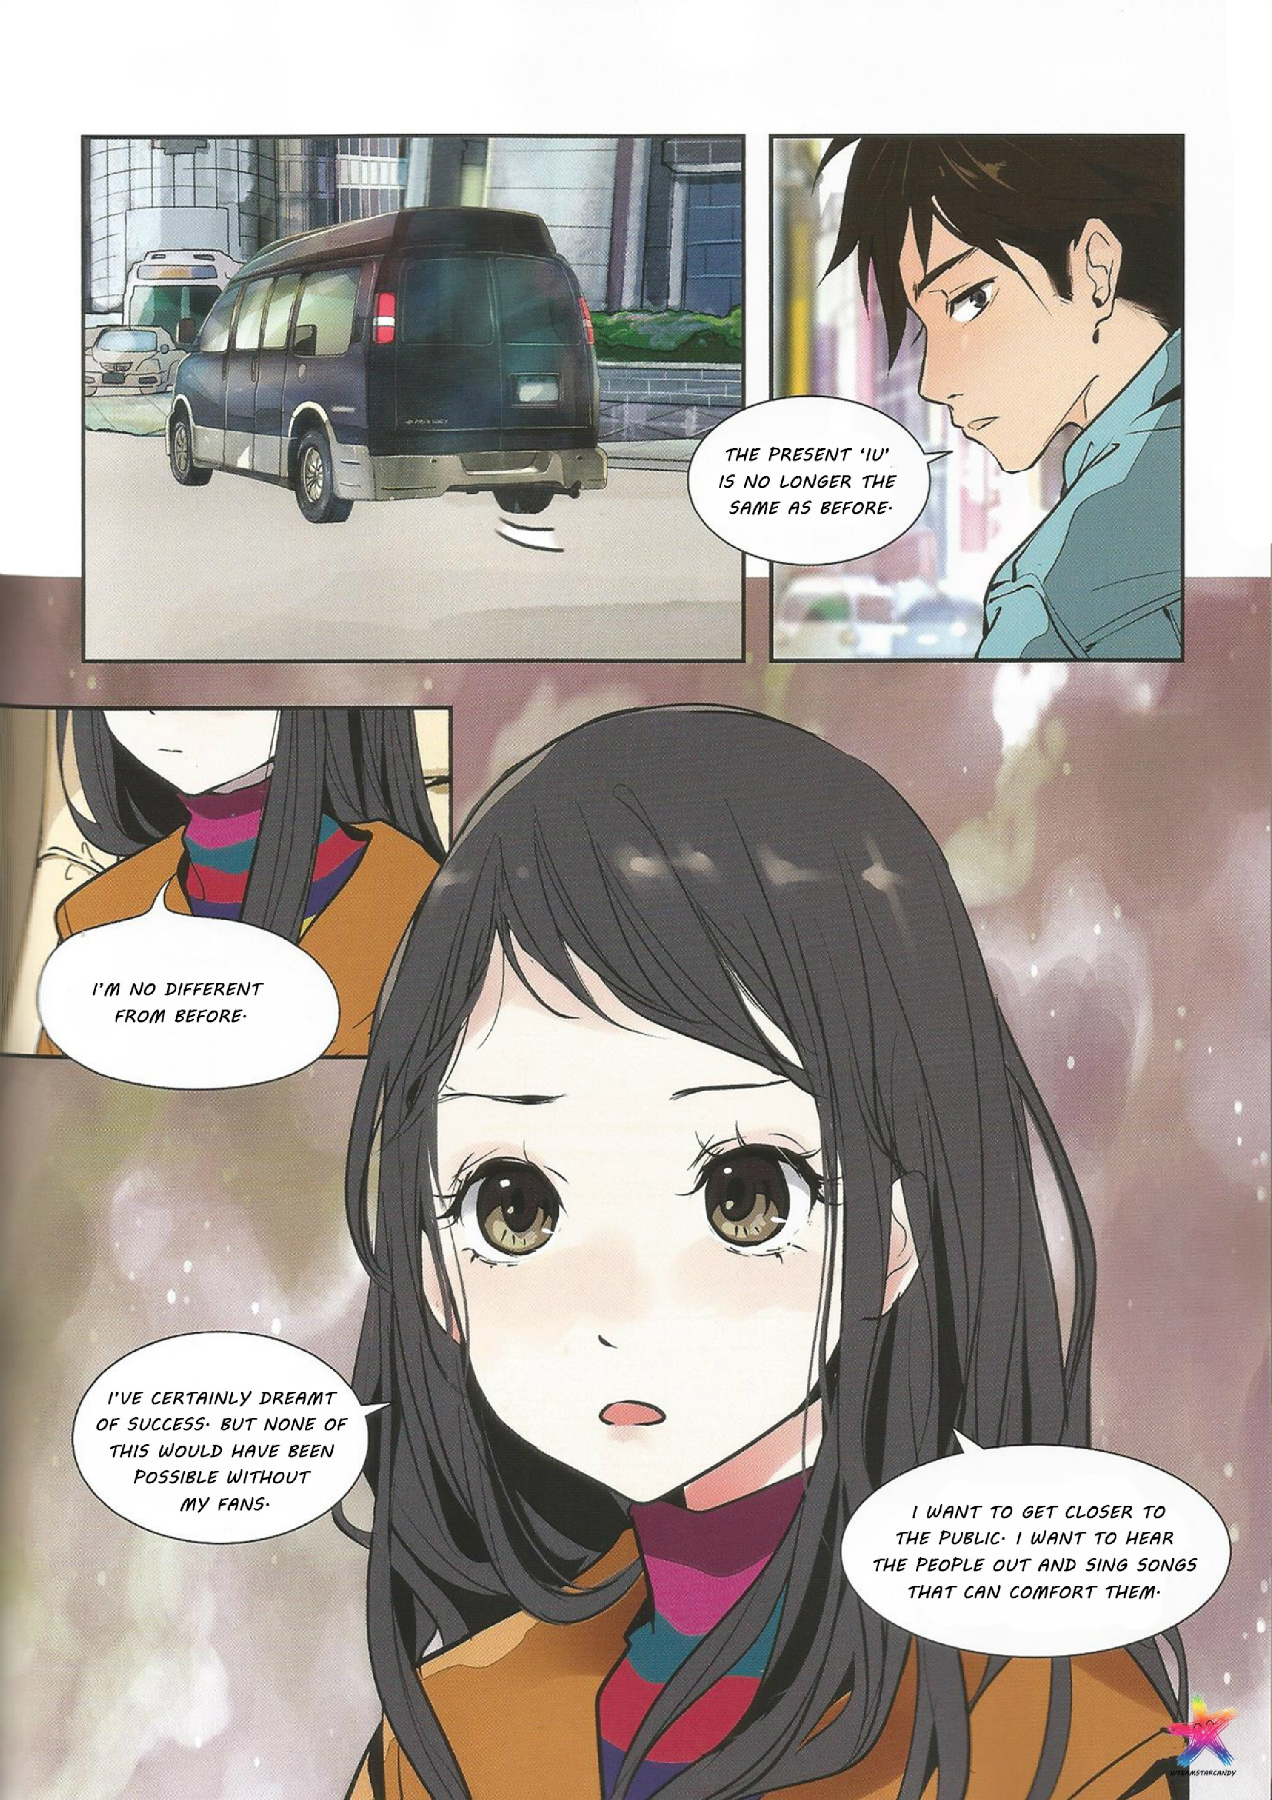 THE PRESENT ‘IU’
IS NO LONGER THE
SAME AS BEFORE.
I'M NO DIFFERENT
FROM BEFORE.
I'VE CERTAINLY DREAMT
OF SUCCESS. BUT NONE OF
THIS WOULD HAVE BEEN
POSSIBLE WITHOUT
MY FANS.
I WANT TO GET CLOSER TO
THE PUBLIC. I WANT TO HEAR
THE PEOPLE OUT AND SING SONGS
THAT CAN COMFORT THEM.